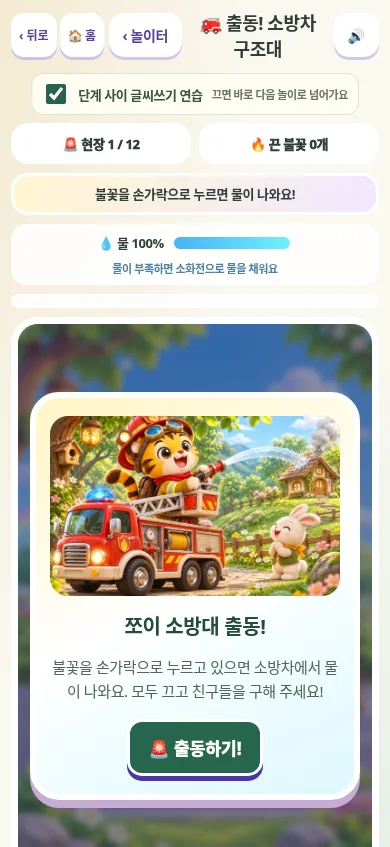 ‹ 뒤로
🏠 홈
‹ 놀이터
🚒 출동! 소방차
구조대
🔊
단계 사이 글씨쓰기 연습 끄면 바로 다음 놀이로 넘어가요
🚨 현장 1 / 12
🔥 끈 불꽃 0개
불꽃을 손가락으로 누르면 물이 나와요!
💧 물 100%
물이 부족하면 소화전으로 물을 채워요
쪼이 소방대 출동!
불꽃을 손가락으로 누르고 있으면 소방차에서 물
이 나와요. 모두 끄고 친구들을 구해 주세요!
🚨 출동하기!